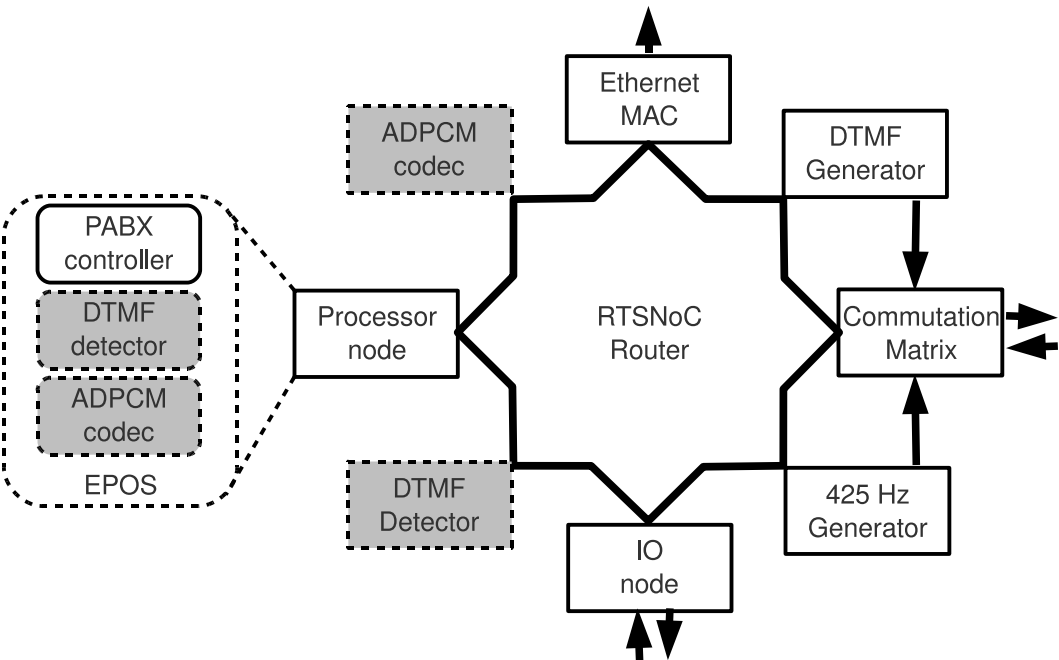 Ethernet
MAC
ADPCM
codec
DTMF
Generator
PABX
controller
DTMF
detector
ADPCM
codec
EPOS
Processor
node
RTSNoC
Router
Commutation
Matrix
DTMF
Detector
IO
node
425 Hz
Generator